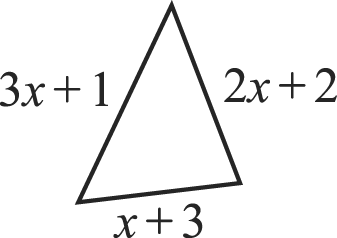 3x + 1
2x + 2
x + 3